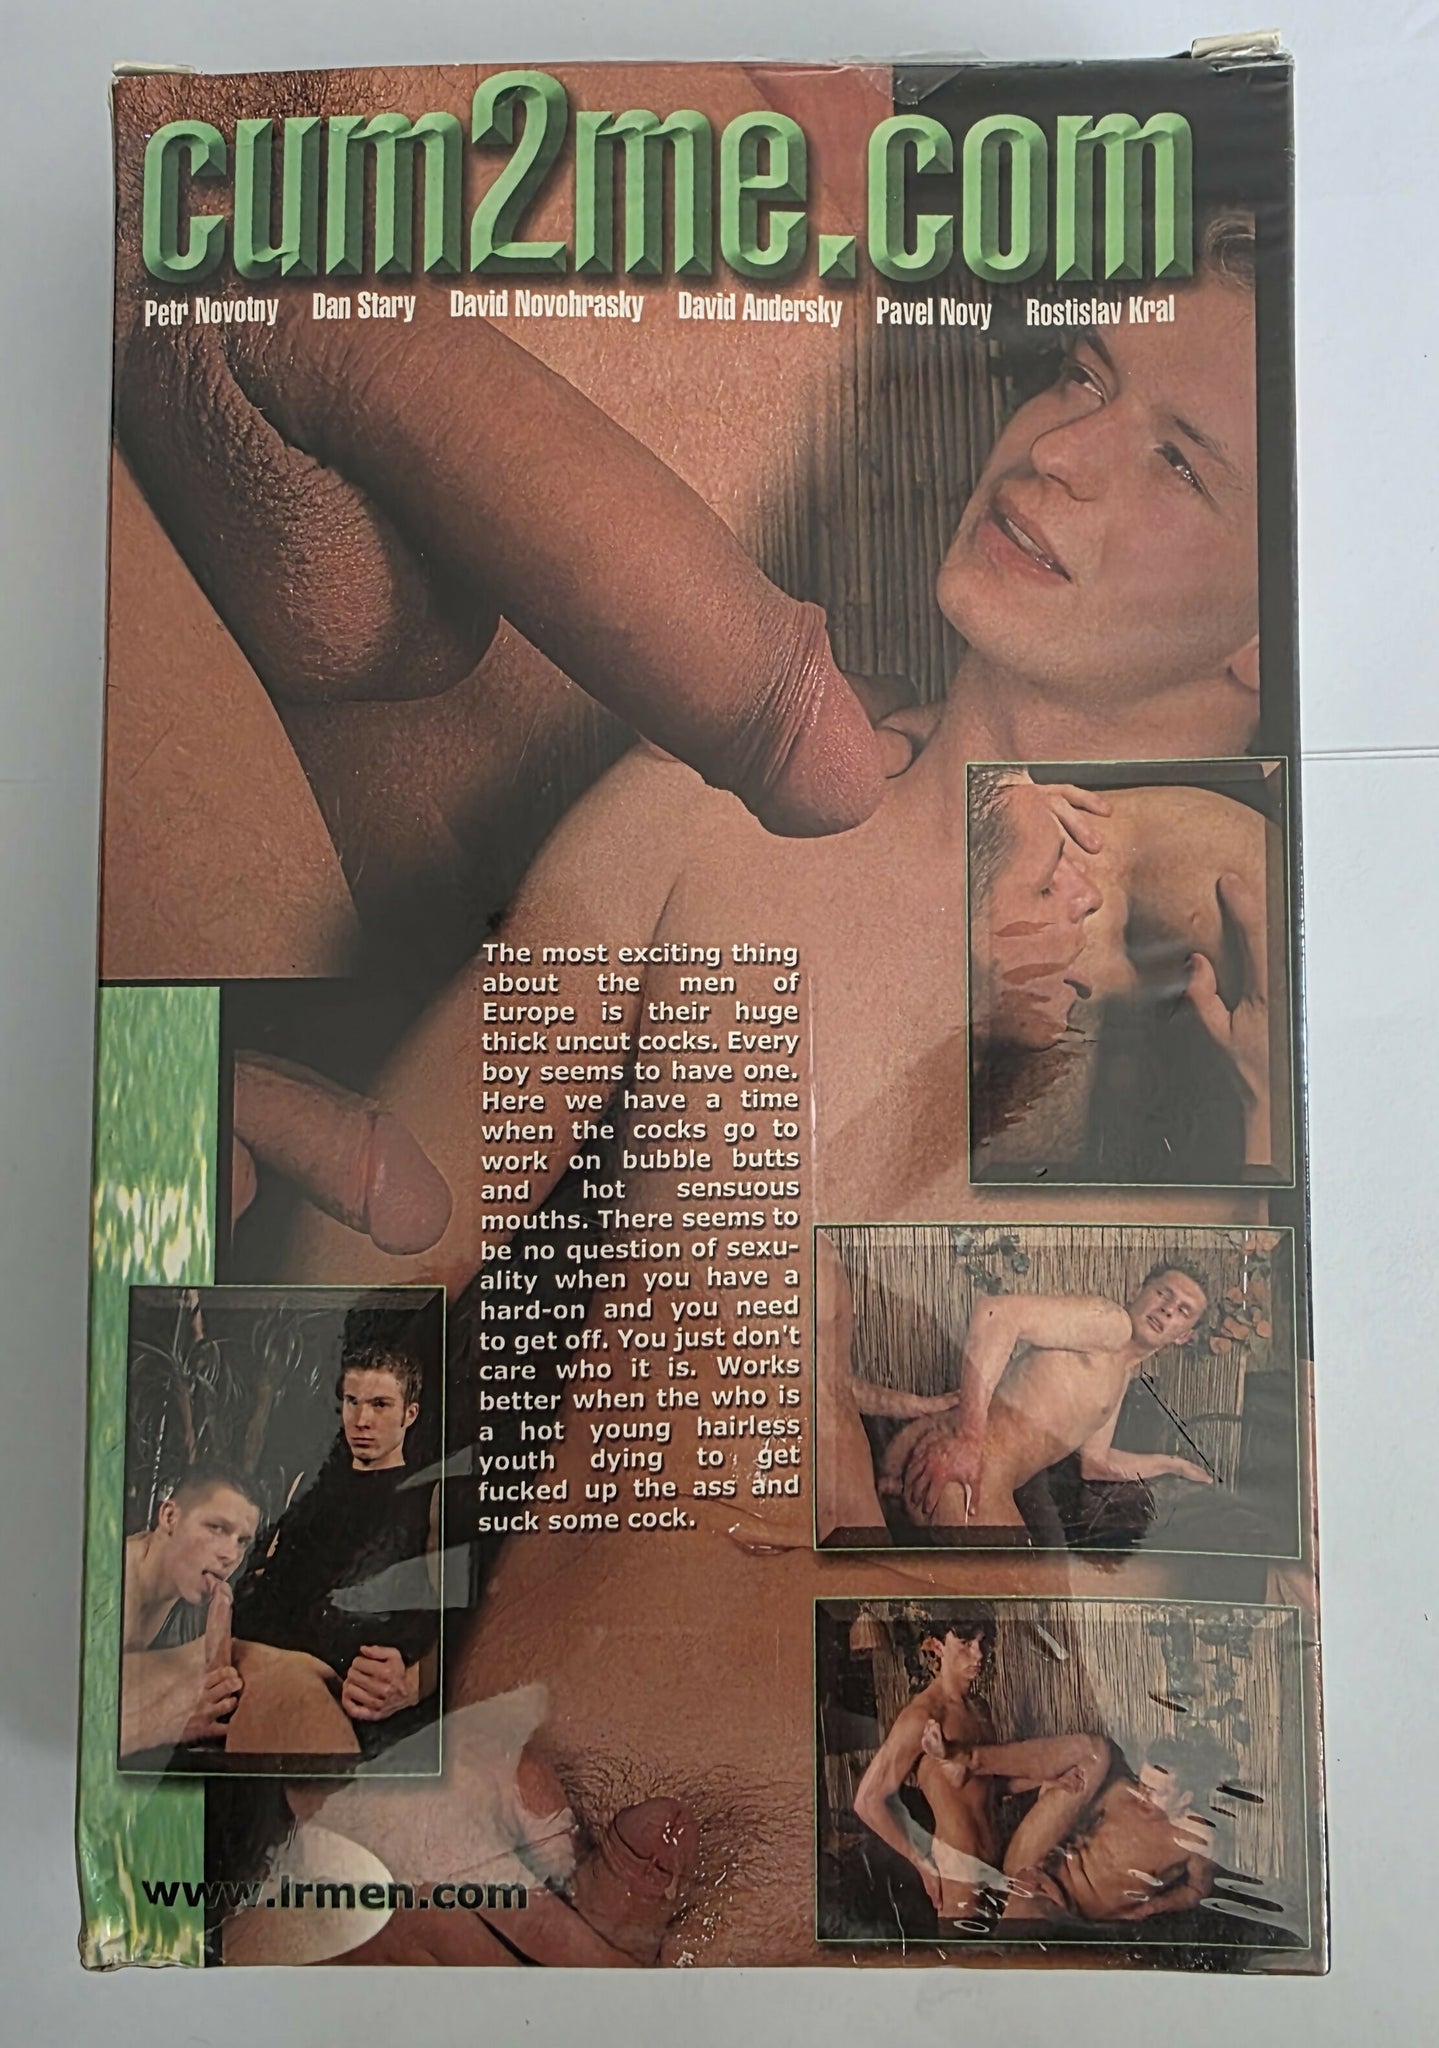 cum2me.com
Petr Novotny Dan Stary David Novohrasky David Andersky Pavel Novy Rostislav Kral
The most exciting thing
about the men of
Europe is their huge
thick uncut cocks. Every
boy seems to have one.
Here we have a time
when the cocks go to
work on bubble butts
and hot sensuous
mouths. There seems to
be no question of sexu-
ality when you have a
hard-on and you need
to get off. You just don't
care who it is. Works
better when the who is
a hot young hairless
youth dying to get
fucked up the ass and
suck some cock.
www.lrmen.com